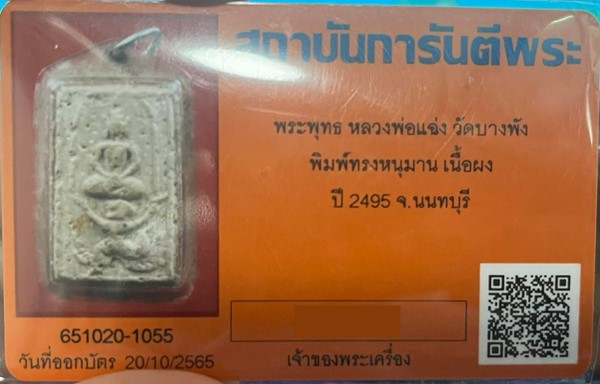 สถาบันการันตีพระ
พระพุทธ หลวงพ่อแฉ่ง วัดบางพัง
พิมพ์ทรงหนุมาน เนื้อผง
ปี 2495 จ.นนทบุรี
651020-1055
วันที่ออกบัตร 20/10/2565
เจ้าของพระเครื่อง